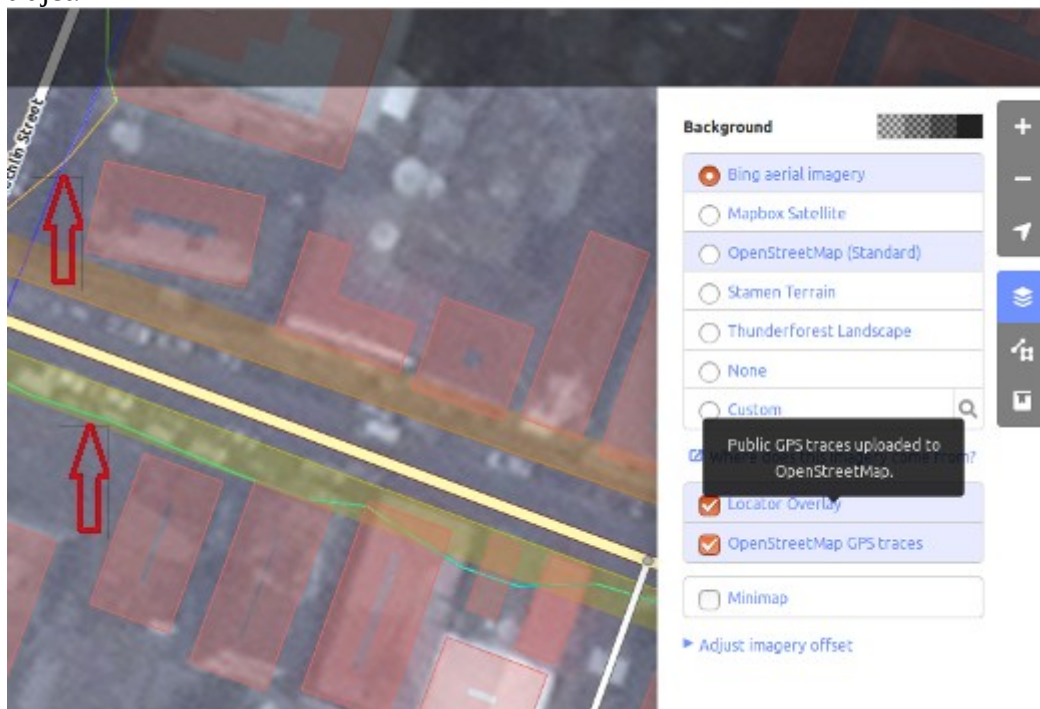 Street
Background
Bing aerial imagery
Mapbox Satellite
OpenStreetMap (Standard)
Stamen Terrain
Thunderforest Landscape
None
Custom
Public GPS traces uploaded to
OpenStreetMap.
Locator Overlay
OpenStreetMap GPS traces
Minimap
Adjust imagery offset